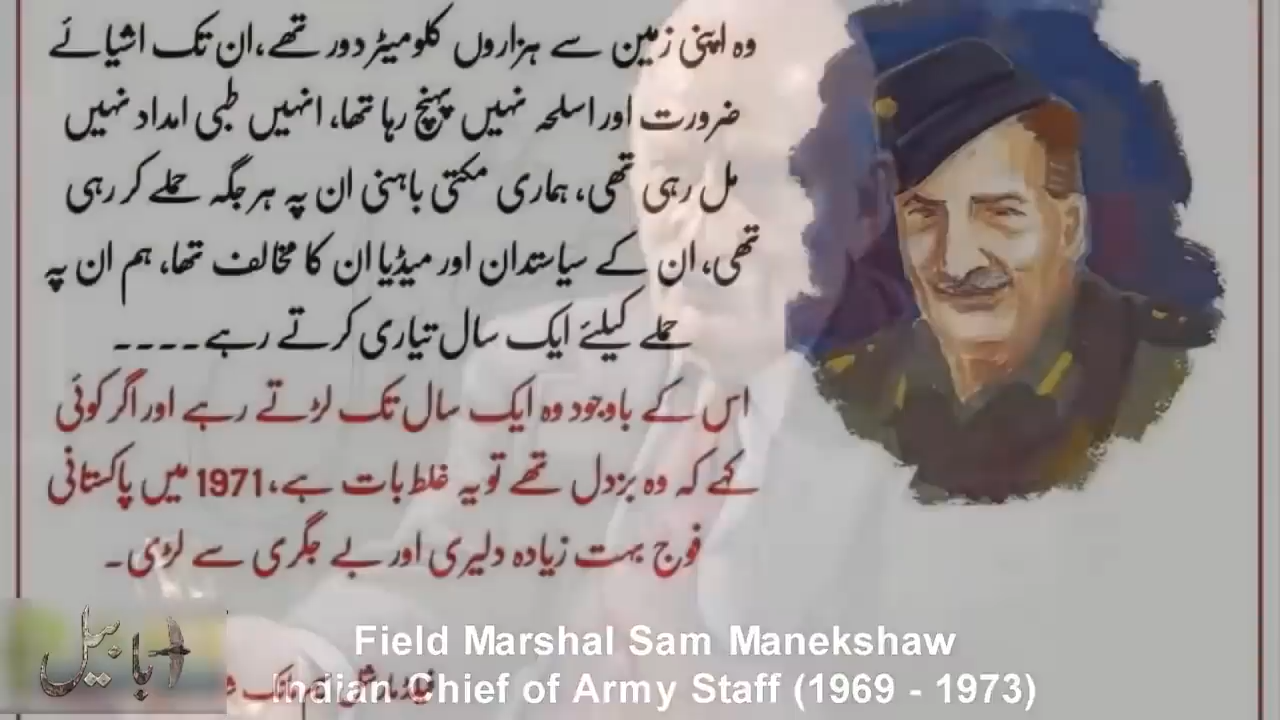 وہ اپنی زمین سے ہزاروں کلومیٹر دور تھے،ان تک اشیائے
ضرورت اور اسلحہ نہیں پہنچ رہا تھا، انہیں طبی امداد نہیں
مل رہی تھی، ہماری مکتی باہنی ان پہ ہر جگہ حملے کر رہی
تھی، ان کے سیاستدان اور میڈیا ان کا مخالف تھا، ہم ان پہ
حملے کیلئے ایک سال تیاری کرتے رہے۔۔۔۔
اس کے باوجود وہ ایک سال تک لڑتے رہے اور اگر کوئی
کہے کہ وہ بزدل تھے تو یہ غلط بات ہے،1971 میں پاکستانی
فوج بہت زیادہ دلیری اور بے جگری سے لڑی۔
Field Marshal Sam Manekshaw
Indian Chief of Army Staff (1969 - 1973)
فیلڈ مارشل
مانک
ابابیل